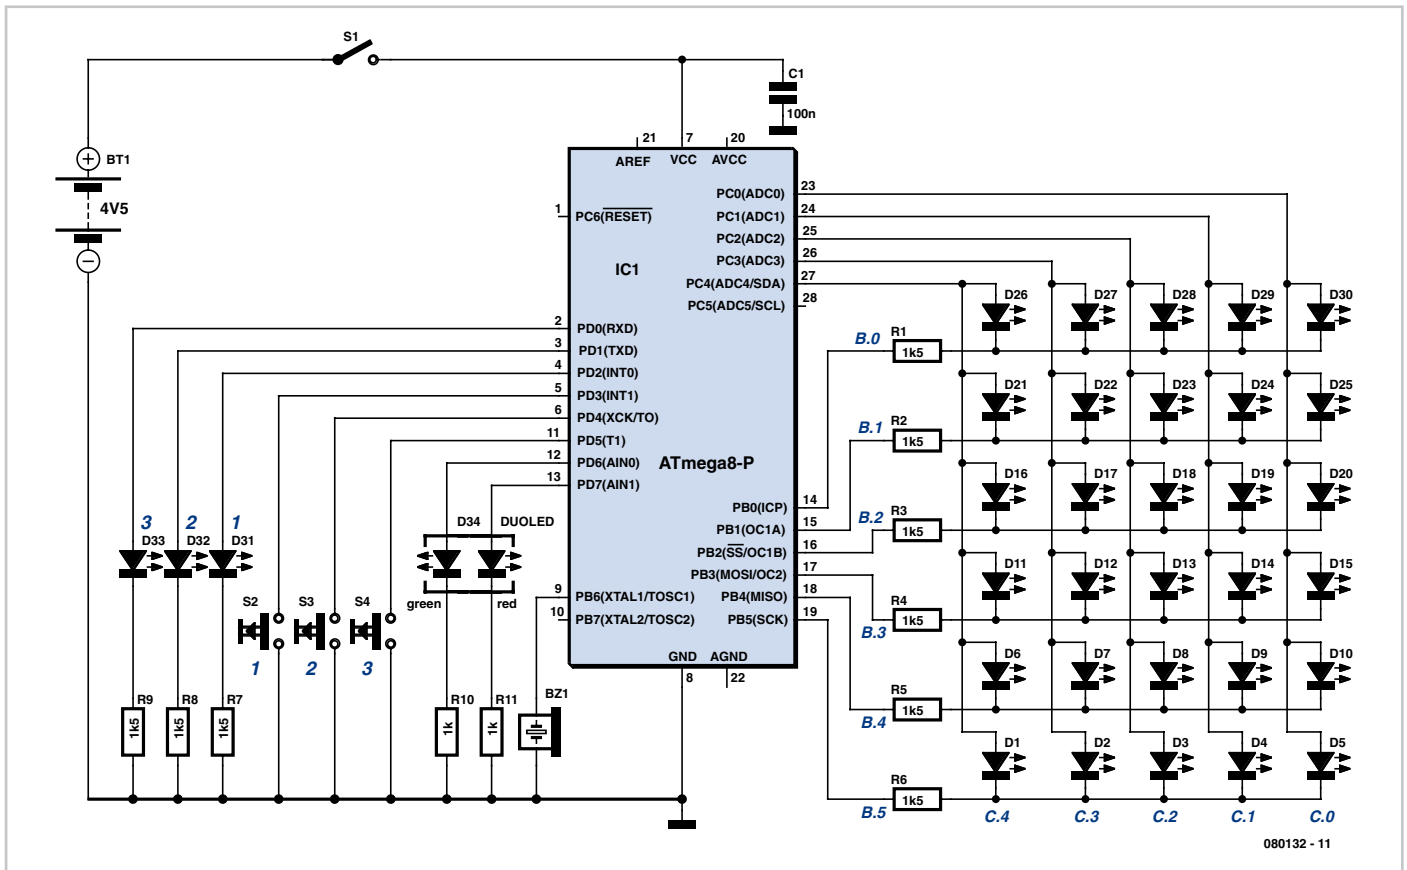 S1
C1
100n
BT1
4V5
21 7 20
AREF VCC AVCC
1 PC6(RESET)
IC1
ATmega8-P
PC0(ADC0) 23
PC1(ADC1) 24
PC2(ADC2) 25
PC3(ADC3) 26
PC4(ADC4/SDA) 27
PC5(ADC5/SCL) 28
2 PD0(RXD)
3 PD1(TXD)
4 PD2(INT0)
5 PD3(INT1)
6 PD4(XCK/TO)
11 PD5(T1)
12 PD6(AIN0)
13 PD7(AIN1)
PB0(ICP) 14
PB1(OC1A) 15
PB2(SS/OC1B) 16
PB3(MOSI/OC2) 17
PB4(MISO) 18
PB5(SCK) 19
9 PB6(XTAL1/TOSC1)
10 PB7(XTAL2/TOSC2)
GND AGND
8 22
3 2 1
D33 D32 D31
D34 DUOLED
green red
S2 S3 S4
1 2 3
R9 R8 R7 R10 R11 BZ1
1k5 1k5 1k5 1k 1k
D26 D27 D28 D29 D30
B.0 R1
1k5
D21 D22 D23 D24 D25
B.1 R2
1k5
D16 D17 D18 D19 D20
B.2 R3
1k5
D11 D12 D13 D14 D15
R4
1k5
B.3
D6 D7 D8 D9 D10
R5
1k5
B.4
D1 D2 D3 D4 D5
R6
1k5
B.5 C.4 C.3 C.2 C.1 C.0
080132 - 11